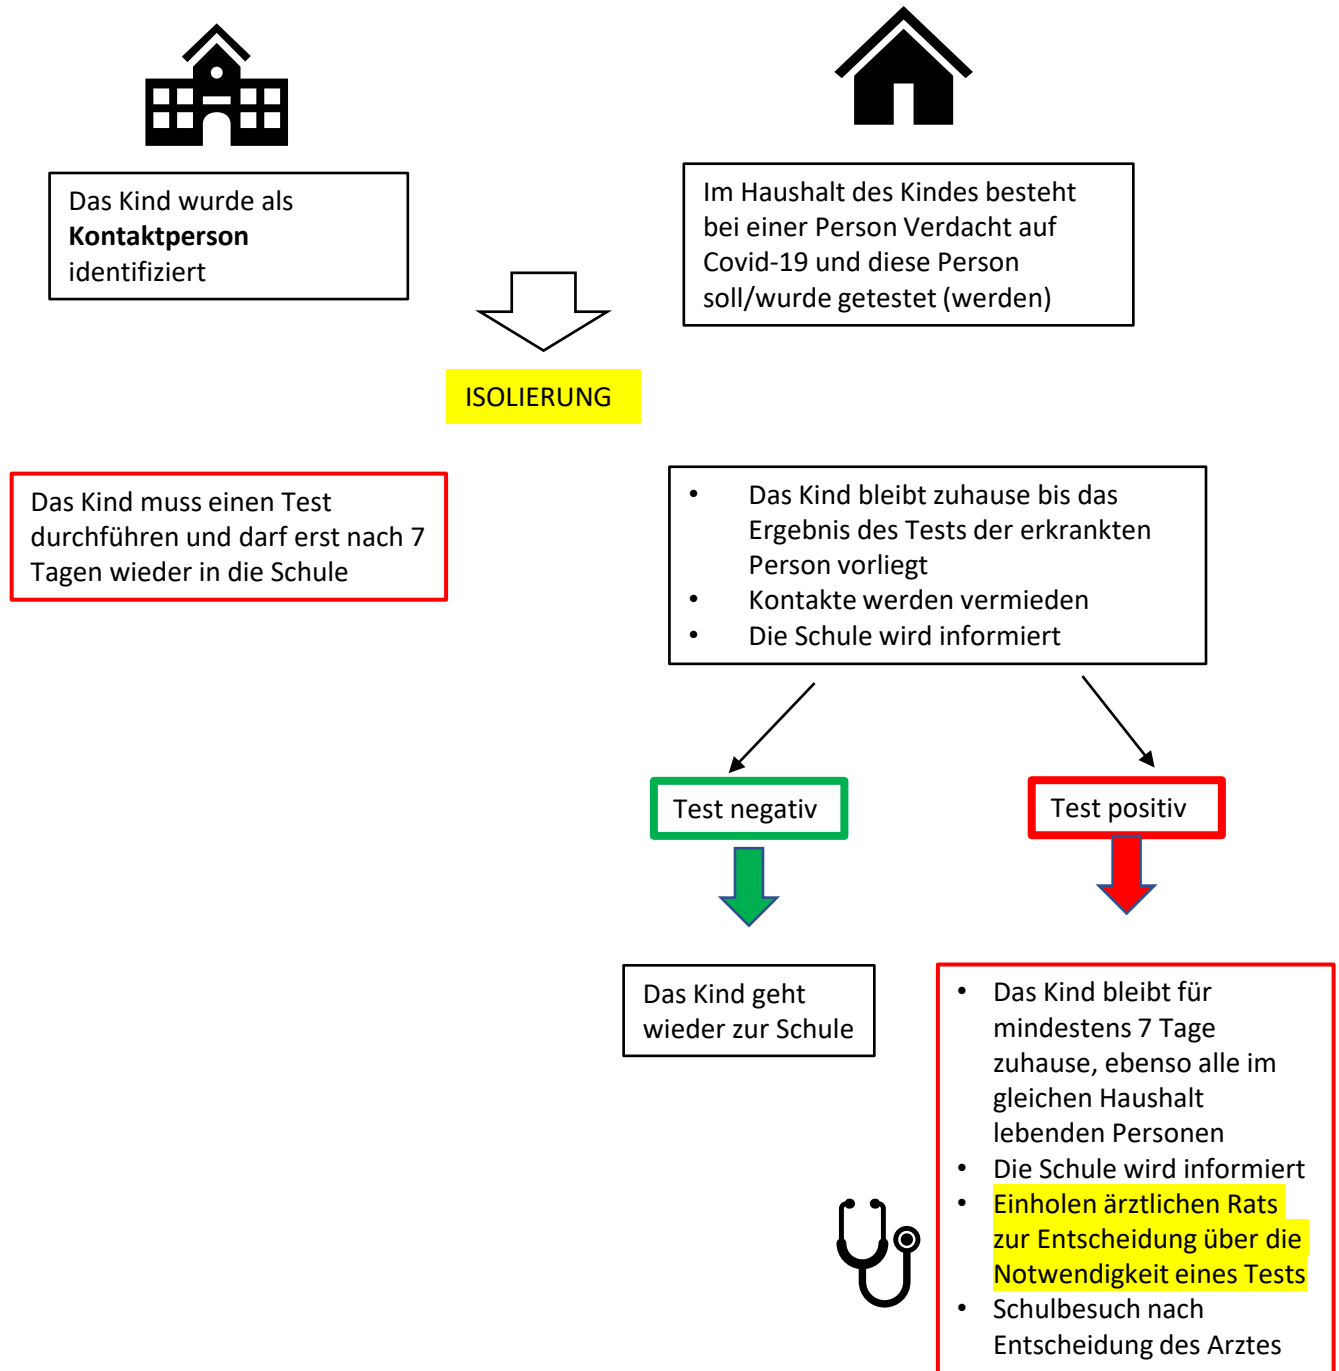 Das Kind wurde als
Kontaktperson
identifiziert
Im Haushalt des Kindes besteht
bei einer Person Verdacht auf
Covid-19 und diese Person
soll/wurde getestet (werden)
ISOLIERUNG
Das Kind muss einen Test
durchführen und darf erst nach 7
Tagen wieder in die Schule
• Das Kind bleibt zuhause bis das
Ergebnis des Tests der erkrankten
Person vorliegt
• Kontakte werden vermieden
• Die Schule wird informiert
Test negativ
Test positiv
Das Kind geht
wieder zur Schule
• Das Kind bleibt für
mindestens 7 Tage
zuhause, ebenso alle im
gleichen Haushalt
lebenden Personen
• Die Schule wird informiert
• Einholen ärztlichen Rats
zur Entscheidung über die
Notwendigkeit eines Tests
• Schulbesuch nach
Entscheidung des Arztes